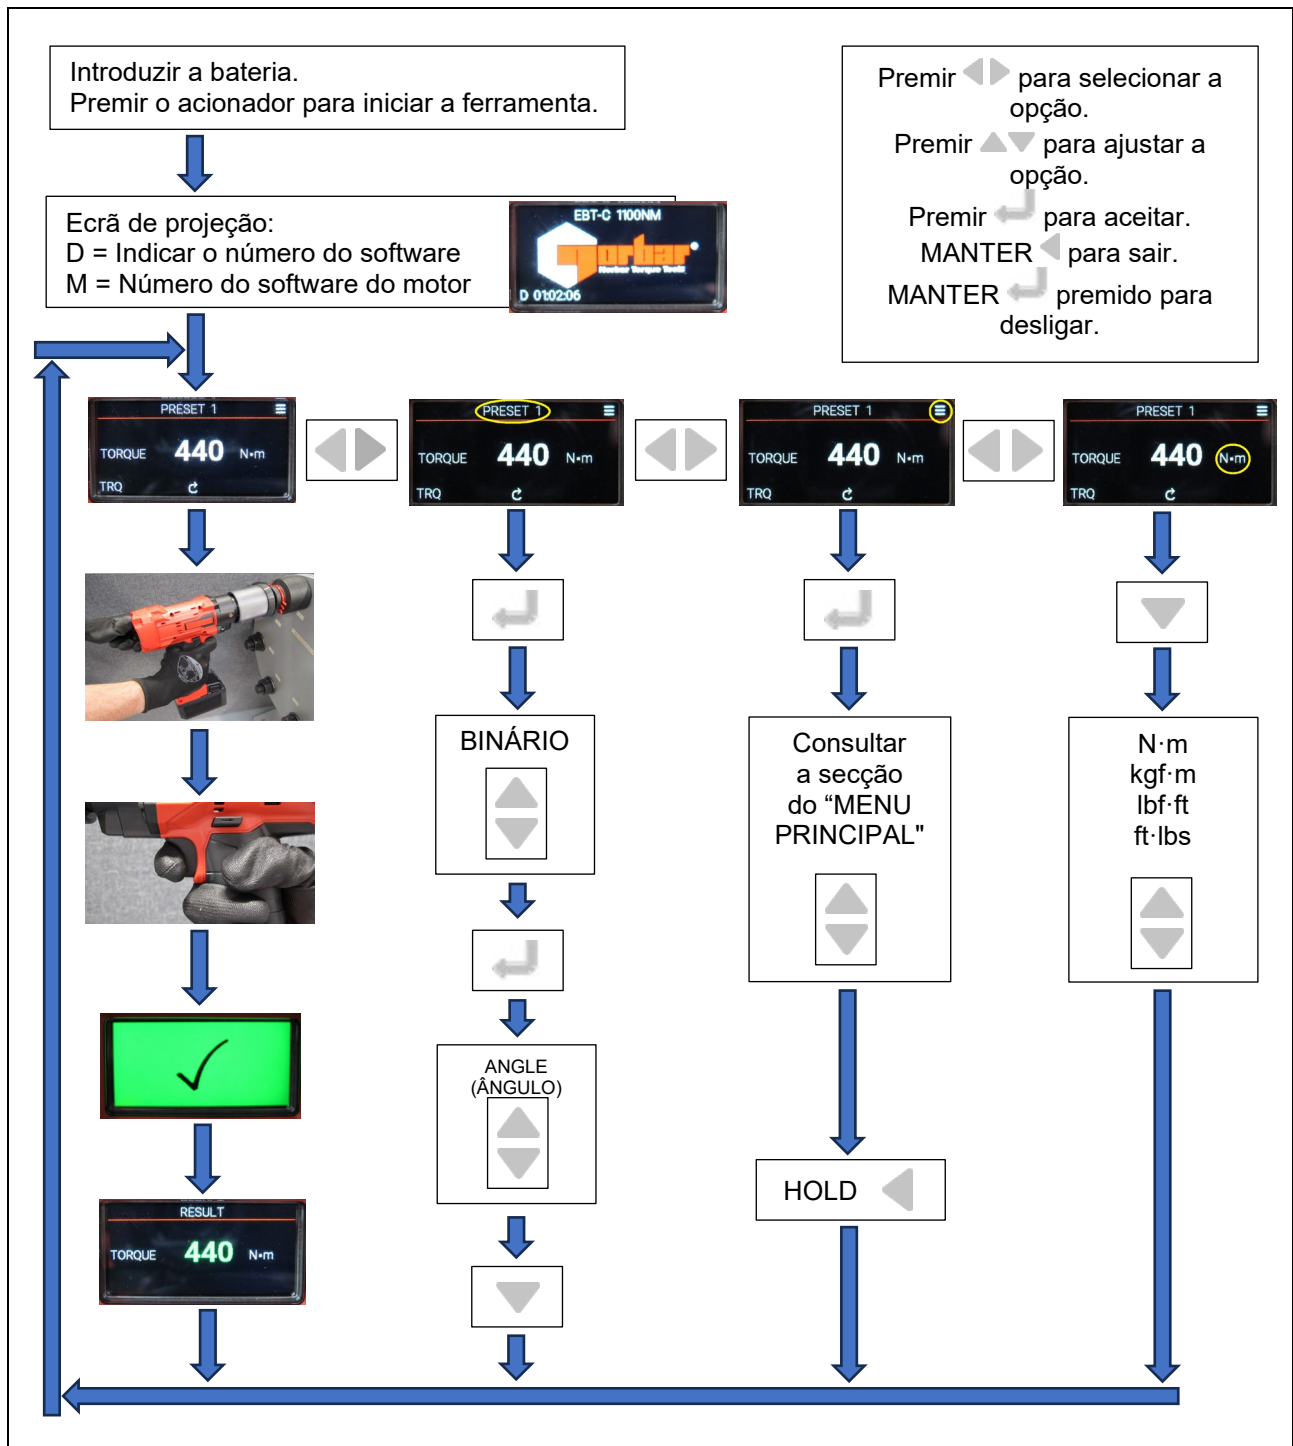 Introduzir a bateria.
Premir o acionador para iniciar a ferramenta.
Premir para selecionar a
opção.
Premir para ajustar a
opção.
Premir para aceitar.
MANTER para sair.
MANTER premido para
desligar.
Ecrã de projeção:
D = Indicar o número do software
M = Número do software do motor
EBT-C 1100NM
norbar
Norbar Torque Tools
D 01:02:06
PRESET 1
TORQUE 440 N•m
TRQ
PRESET 1
TORQUE 440 N•m
TRQ
PRESET 1
TORQUE 440 N•m
TRQ
PRESET 1
TORQUE 440 N•m
TRQ
BINÁRIO
ANGLE
(ÂNGULO)
Consultar
a secção
do “MENU
PRINCIPAL"
HOLD
N·m
kgf·m
lbf·ft
ft·lbs
RESULT
TORQUE 440 N•m